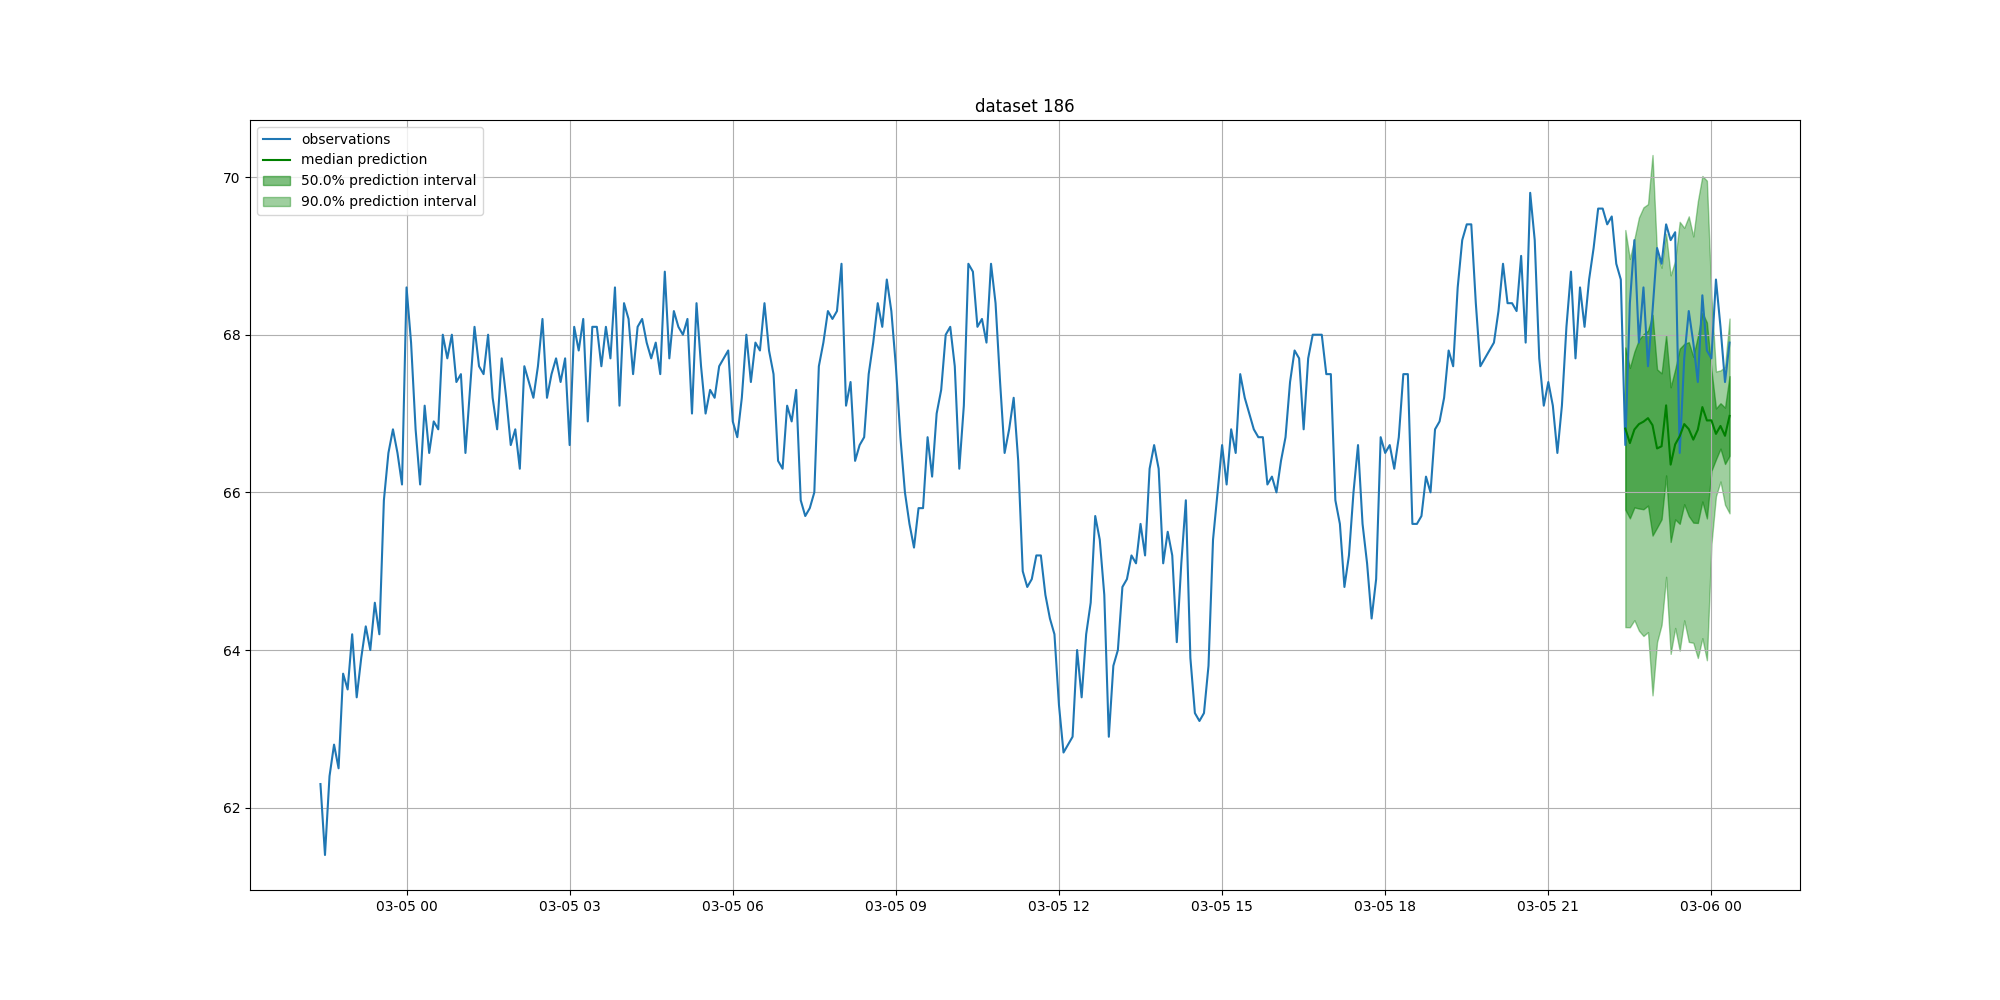 dataset 186
observations
median prediction
50.0% prediction interval
90.0% prediction interval
70
68
66
64
62
03-05 00
03-05 03
03-05 06
03-05 09
03-05 12
03-05 15
03-05 18
03-05 21
03-06 00